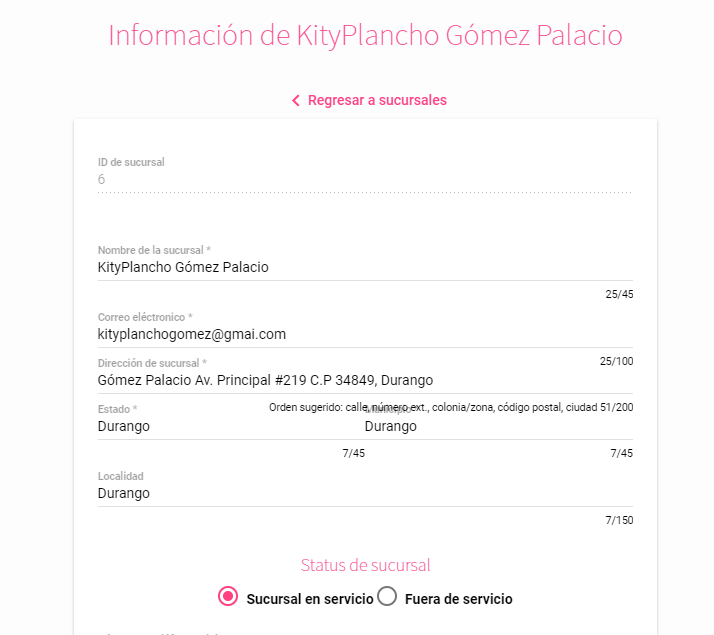 Información de KityPlancho Gómez Palacio
Regresar a sucursales
ID de sucursal
6
Nombre de la sucursal *
KityPlancho Gómez Palacio
25/45
Correo eléctronico *
kityplanchogomez@gmai.com
25/100
Dirección de sucursal *
Gómez Palacio Av. Principal #219 C.P 34849, Durango
Orden sugerido: calle, número ext., colonia/zona, código postal, ciudad 51/200
Estado *
Durango
Durango
7/45
7/45
Localidad
Durango
7/150
Status de sucursal
Sucursal en servicio
Fuera de servicio